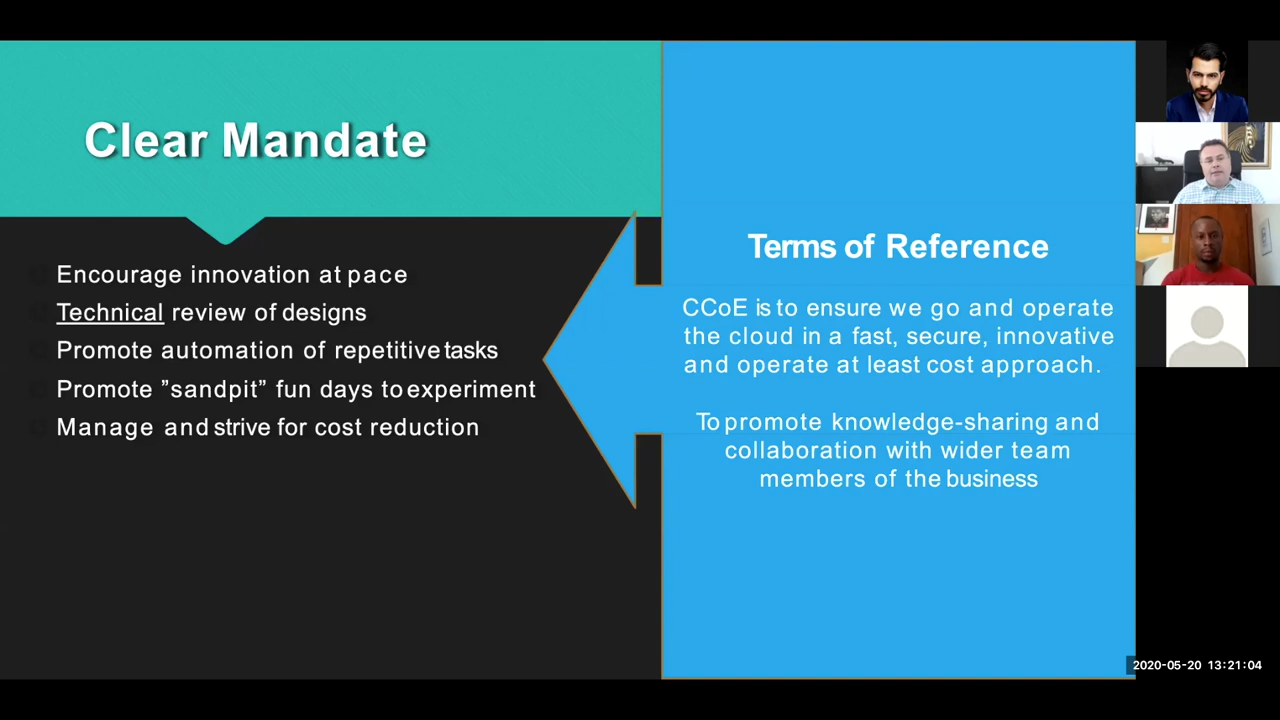 Clear Mandate
Encourage innovation at pace
Technical review of designs
Promote automation of repetitive tasks
Promote ”sandpit” fun days to experiment
Manage and strive for cost reduction
Terms of Reference
CCoE is to ensure we go and operate
the cloud in a fast, secure, innovative
and operate at least cost approach.
To promote knowledge-sharing and
collaboration with wider team
members of the business
2020-05-20 13:21:04